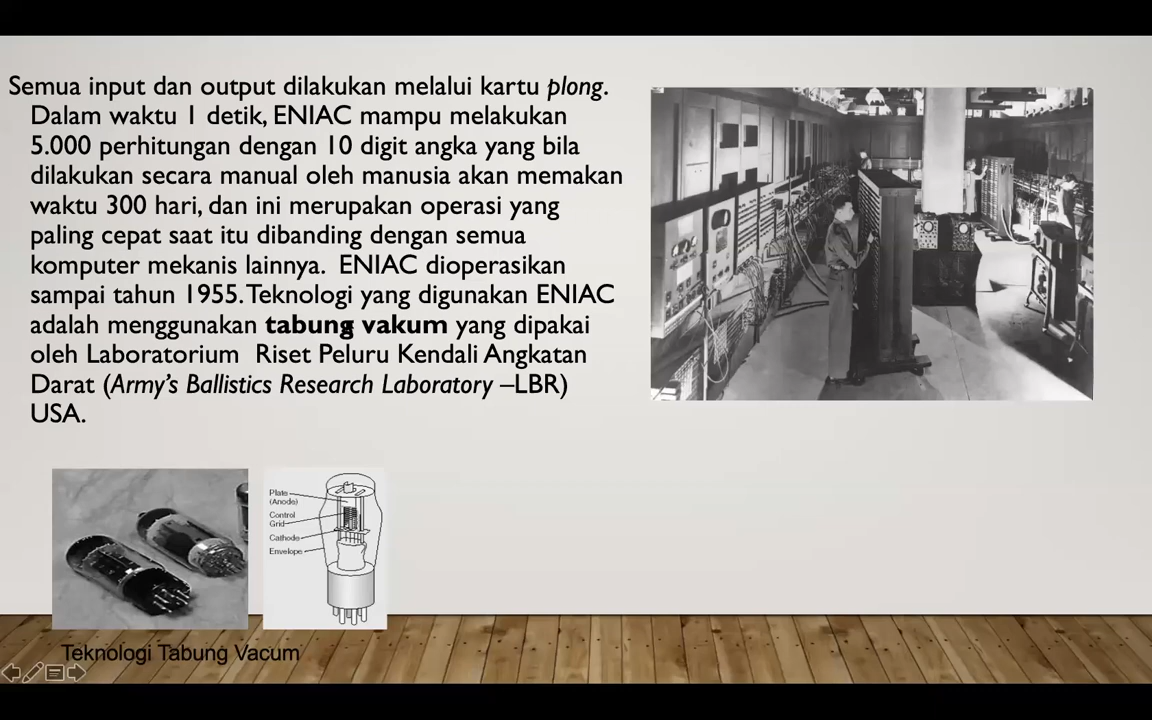 Semua input dan output dilakukan melalui kartu plong.
Dalam waktu 1 detik, ENIAC mampu melakukan
5.000 perhitungan dengan 10 digit angka yang bila
dilakukan secara manual oleh manusia akan memakan
waktu 300 hari, dan ini merupakan operasi yang
paling cepat saat itu dibanding dengan semua
komputer mekanis lainnya. ENIAC dioperasikan
sampai tahun 1955. Teknologi yang digunakan ENIAC
adalah menggunakan tabung vakum yang dipakai
oleh Laboratorium Riset Peluru Kendali Angkatan
Darat (Army's Ballistics Research Laboratory –LBR)
USA.
Plate
(Anode)
Control
Grid
Cathode
Envelope
Teknologi Tabung Vacum